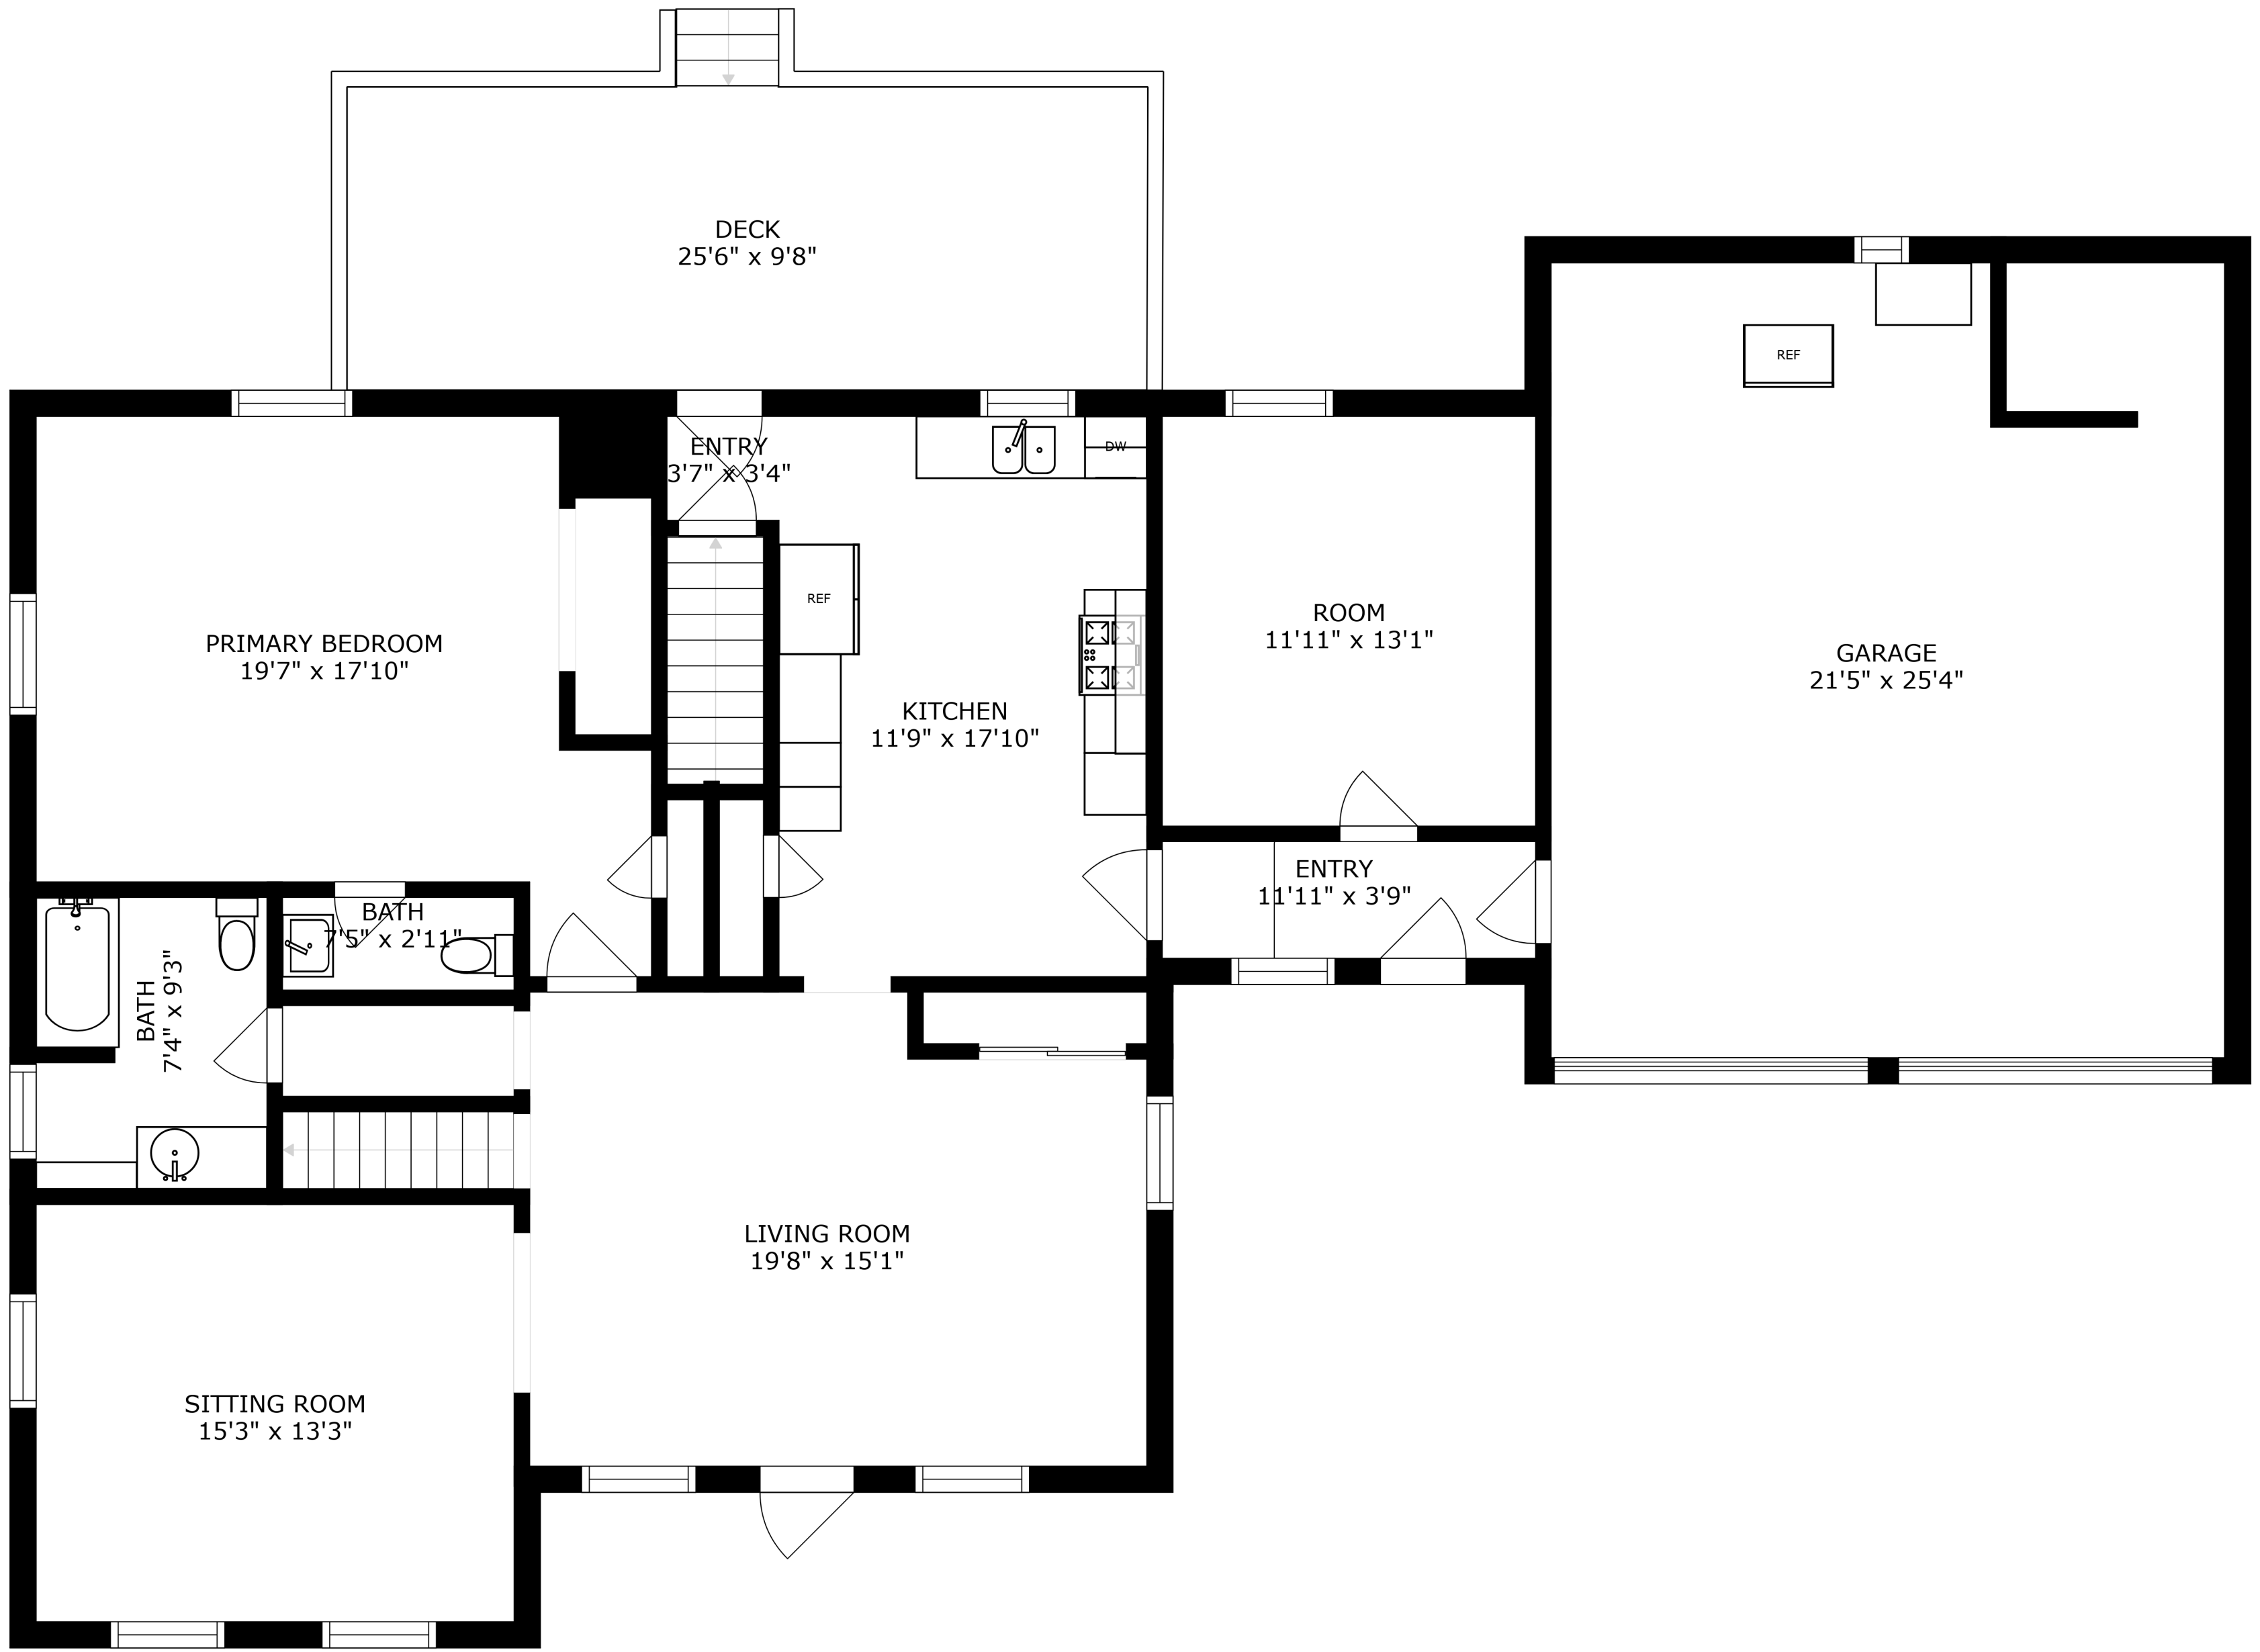 DECK
25'6" x 9'8"
ENTRY
3'7" x 3'4"
DW
REF
REF
PRIMARY BEDROOM
19'7" x 17'10"
ROOM
11'11" x 13'1"
GARAGE
21'5" x 25'4"
KITCHEN
11'9" x 17'10"
ENTRY
11'11" x 3'9"
BATH
7'5" x 2'11"
BATH
7'4" x 9'3"
LIVING ROOM
19'8" x 15'1"
SITTING ROOM
15'3" x 13'3"